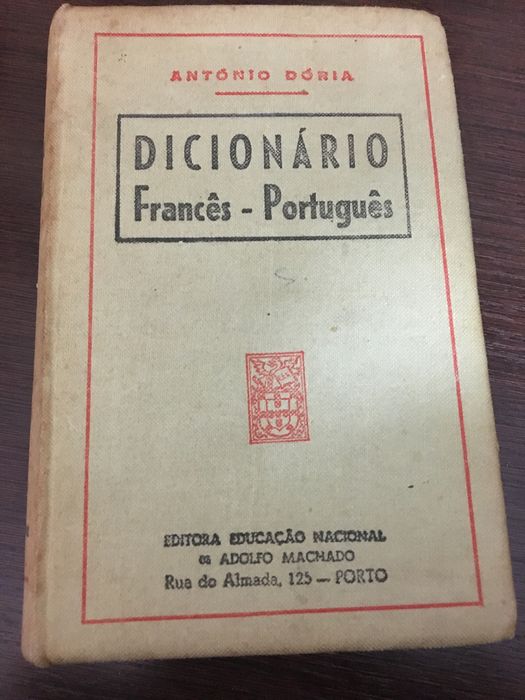 ANTÓNIO DÓRIA
DICIONÁRIO
Francês - Português
EDITORA EDUCAÇÃO NACIONAL
DE ADOLFO MACHADO
Rua do Almada, 125 — PORTO